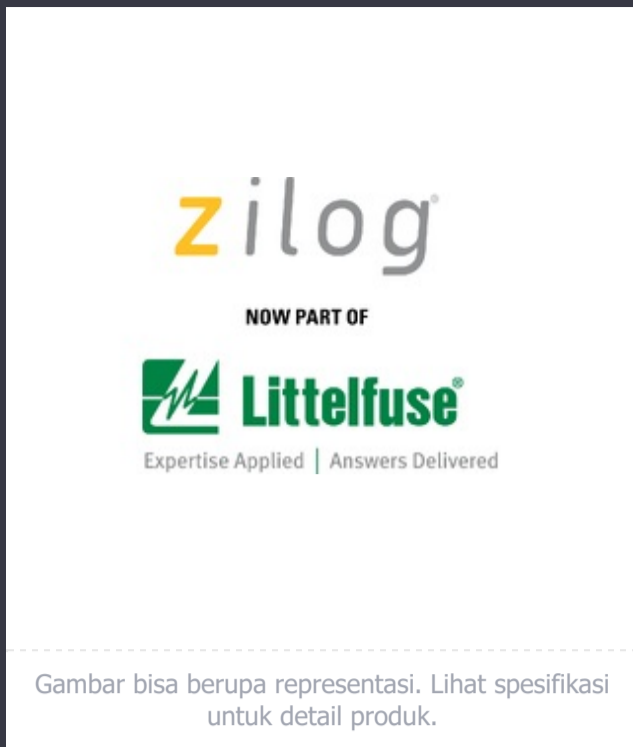 zilog®
NOW PART OF
Littelfuse®
Expertise Applied | Answers Delivered
Gambar bisa berupa representasi. Lihat spesifikasi
untuk detail produk.